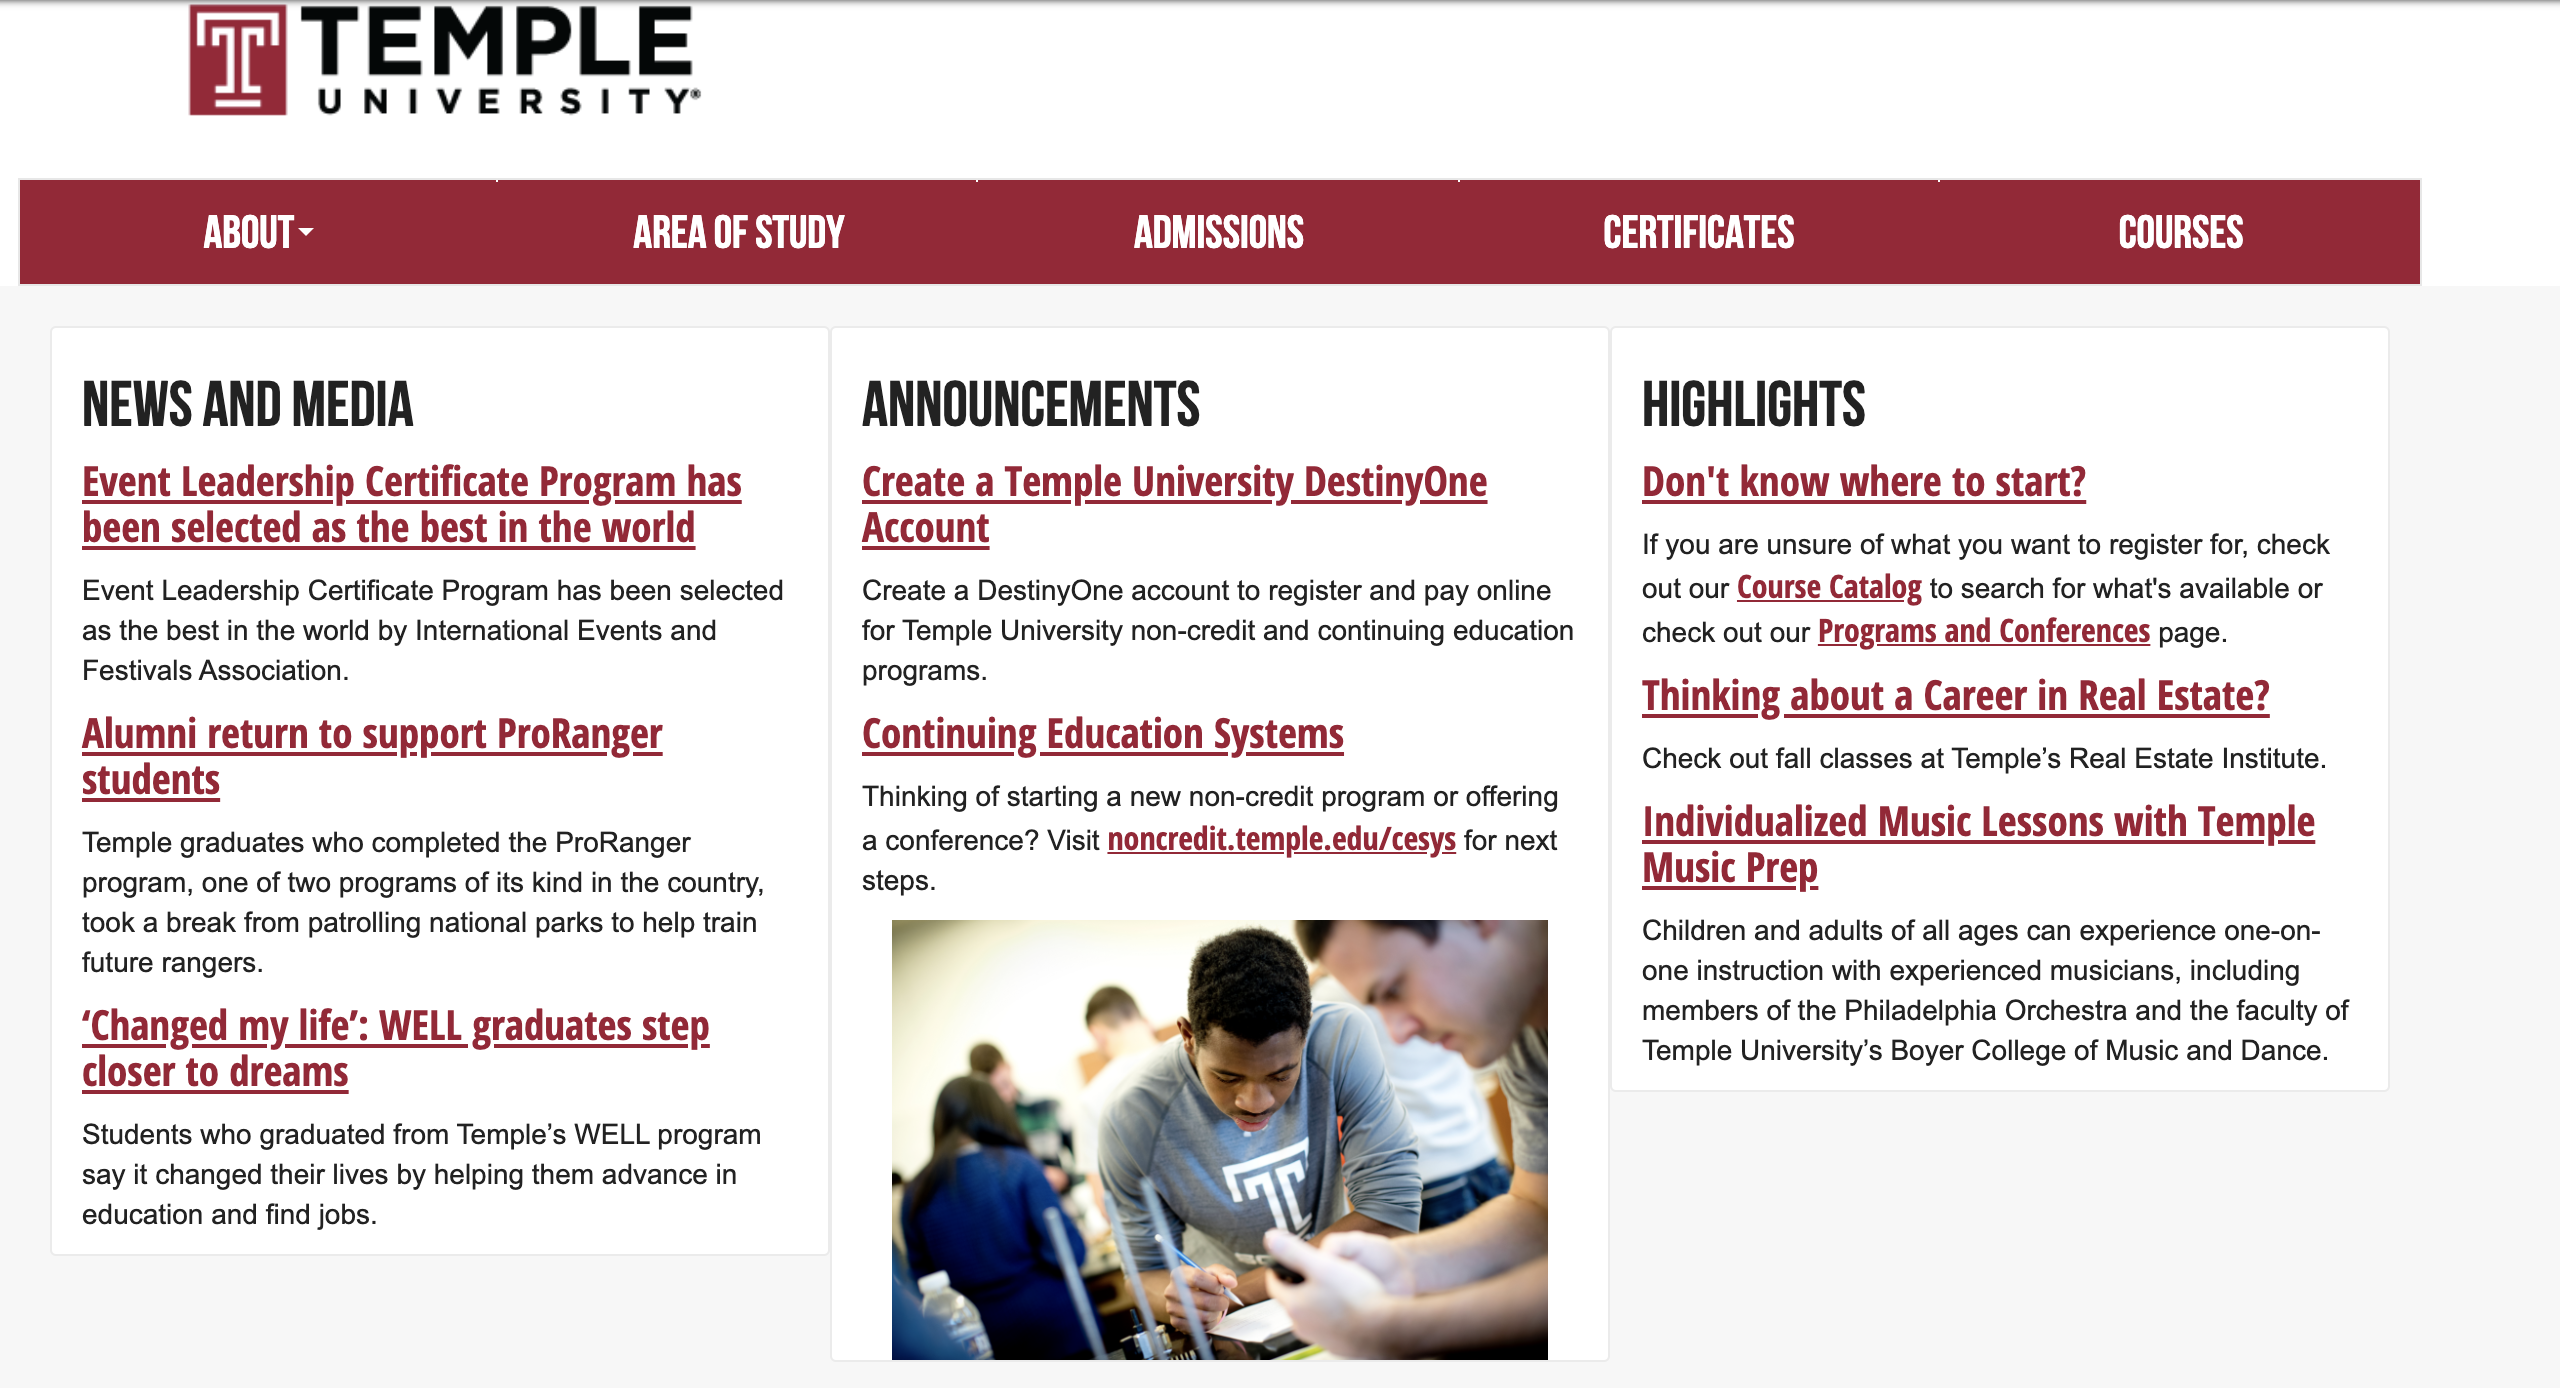 TEMPLE
UNIVERSITY®
ABOUT
AREA OF STUDY
ADMISSIONS
CERTIFICATES
COURSES
NEWS AND MEDIA
Event Leadership Certificate Program has
been selected as the best in the world
Event Leadership Certificate Program has been selected
as the best in the world by International Events and
Festivals Association.
Alumni return to support ProRanger
students
Temple graduates who completed the ProRanger
program, one of two programs of its kind in the country,
took a break from patrolling national parks to help train
future rangers.
‘Changed my life’: WELL graduates step
closer to dreams
Students who graduated from Temple’s WELL program
say it changed their lives by helping them advance in
education and find jobs.
ANNOUNCEMENTS
Create a Temple University DestinyOne
Account
Create a DestinyOne account to register and pay online
for Temple University non-credit and continuing education
programs.
Continuing Education Systems
Thinking of starting a new non-credit program or offering
a conference? Visit noncredit.temple.edu/cesys for next
steps.
HIGHLIGHTS
Don't know where to start?
If you are unsure of what you want to register for, check
out our Course Catalog to search for what's available or
check out our Programs and Conferences page.
Thinking about a Career in Real Estate?
Check out fall classes at Temple’s Real Estate Institute.
Individualized Music Lessons with Temple
Music Prep
Children and adults of all ages can experience one-on-
one instruction with experienced musicians, including
members of the Philadelphia Orchestra and the faculty of
Temple University’s Boyer College of Music and Dance.